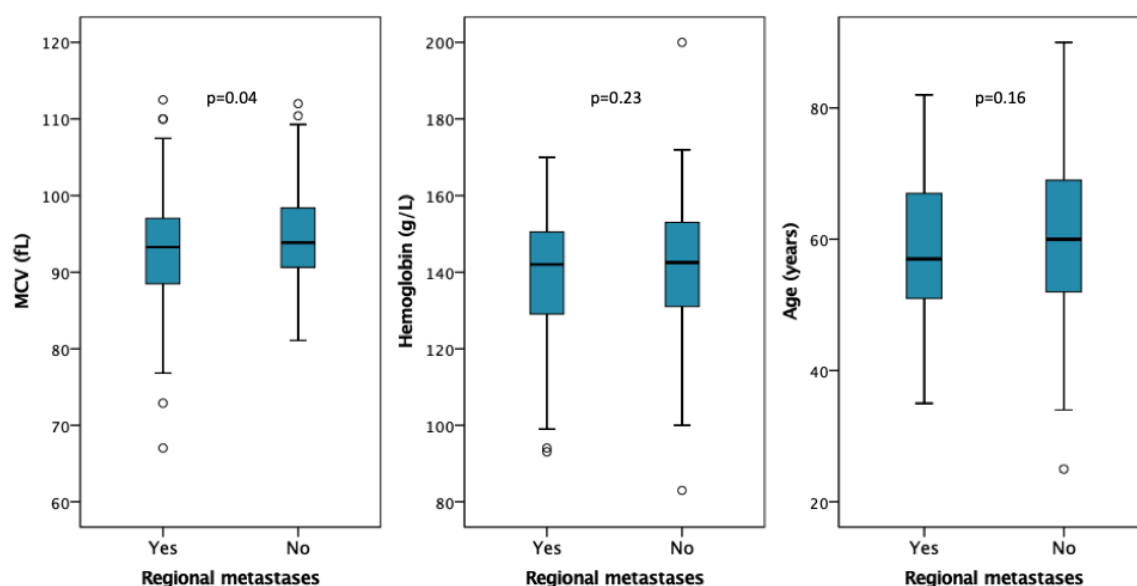 MCV (fL)
120
110
100
90
80
70
60
p=0.04
Yes
No
Regional metastases
Hemoglobin (g/L)
200
180
160
140
120
100
80
p=0.23
Yes
No
Regional metastases
Age (years)
80
60
40
20
p=0.16
Yes
No
Regional metastases